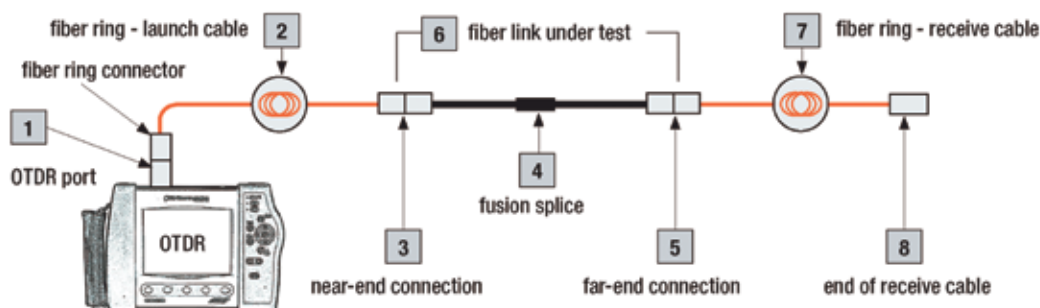 fiber ring - launch cable
2
6
fiber link under test
7
fiber ring - receive cable
fiber ring connector
1
OTDR port
4
fusion splice
OTDR
3
near-end connection
5
far-end connection
8
end of receive cable